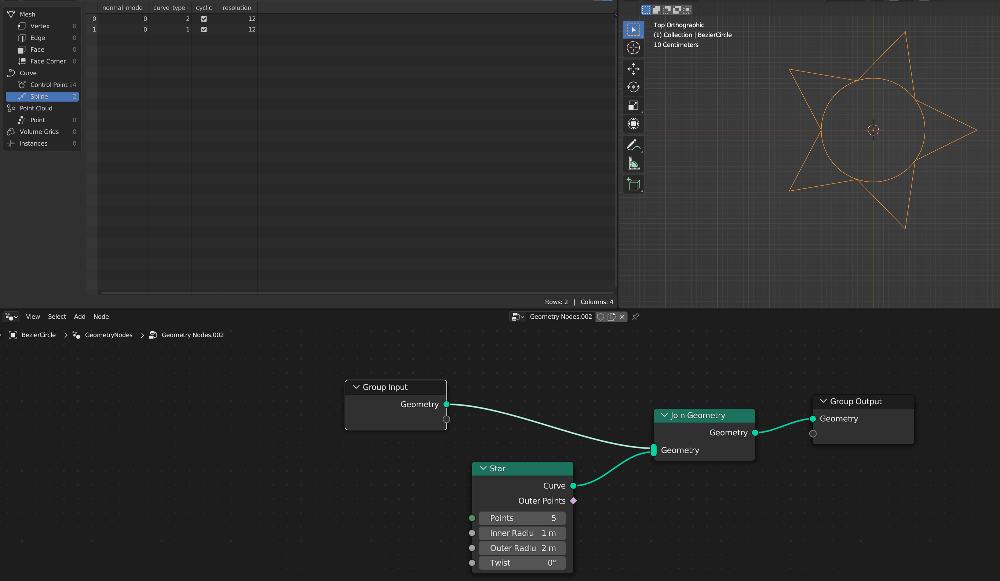 normal_mode curve_type cyclic resolution
0 0 2 12
1 0 1 12
Mesh
Vertex 0
Edge 0
Face 0
Face Corner 0
Curve
Control Point 14
Spline 2
Point Cloud
Point 0
Volume Grids 0
Instances 0
Rows: 2 | Columns: 4
Top Orthographic
(1) Collection | BezierCircle
10 Centimeters
View Select Add Node
Geometry Nodes.002
BezierCircle > GeometryNodes > Geometry Nodes.002
Group Input
Geometry
Star
Curve
Outer Points
Points 5
Inner Radiu 1 m
Outer Radiu 2 m
Twist 0°
Join Geometry
Geometry
Geometry
Group Output
Geometry